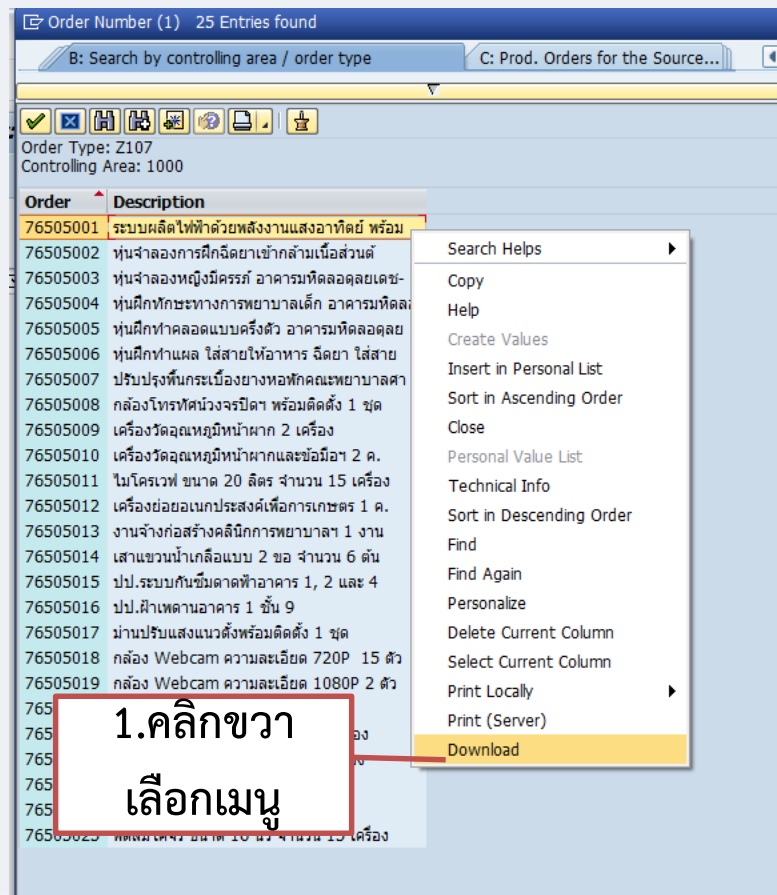 Order Number (1) 25 Entries found
B: Search by controlling area / order type
C: Prod. Orders for the Source...
Order Type: Z107
Controlling Area: 1000
Order Description
76505001 ระบบผลิตไฟฟ้าด้วยพลังงานแสงอาทิตย์ พร้อม
76505002 หุ่นจำลองการฝึกฉีดยาเข้ากล้ามเนื้อส่วนต้
76505003 หุ่นจำลองหญิงมีครรภ์ อาคารมหิดลอดุลยเดช-
76505004 หุ่นฝึกทักษะทางการพยาบาลเด็ก อาคารมหิดล
76505005 หุ่นฝึกทำคลอดแบบครึ่งตัว อาคารมหิดลอดุลย
76505006 หุ่นฝึกทำแผล ใส่สายให้อาหาร ฉีดยา ใส่สาย
76505007 ปรับปรุงพื้นกระเบื้องยางหอพักคณะพยาบาลศา
76505008 กล้องโทรทัศน์วงจรปิดฯ พร้อมติดตั้ง 1 ชุด
76505009 เครื่องวัดอุณหภูมิหน้าผาก 2 เครื่อง
76505010 เครื่องวัดอุณหภูมิหน้าผากและข้อมือฯ 2 ค.
76505011 ไมโครเวฟ ขนาด 20 ลิตร จำนวน 15 เครื่อง
76505012 เครื่องย่อยอเนกประสงค์เพื่อการเกษตร 1 ค.
76505013 งานจ้างก่อสร้างคลินิกการพยาบาลฯ 1 งาน
76505014 เสาแขวนน้ำเกลือแบบ 2 ขอ จำนวน 6 ต้น
76505015 ปป.ระบบกันซึมดาดฟ้าอาคาร 1, 2 และ 4
76505016 ปป.ฝ้าเพดานอาคาร 1 ชั้น 9
76505017 ม่านปรับแสงแนวตั้งพร้อมติดตั้ง 1 ชุด
76505018 กล้อง Webcam ความละเอียด 720P 15 ตัว
76505019 กล้อง Webcam ความละเอียด 1080P 2 ตัว
765
765
765
765
765
Search Helps
Copy
Help
Create Values
Insert in Personal List
Sort in Ascending Order
Close
Personal Value List
Technical Info
Sort in Descending Order
Find
Find Again
Personalize
Delete Current Column
Select Current Column
Print Locally
Print (Server)
Download
1.คลิกขวา
เลือกเมนู